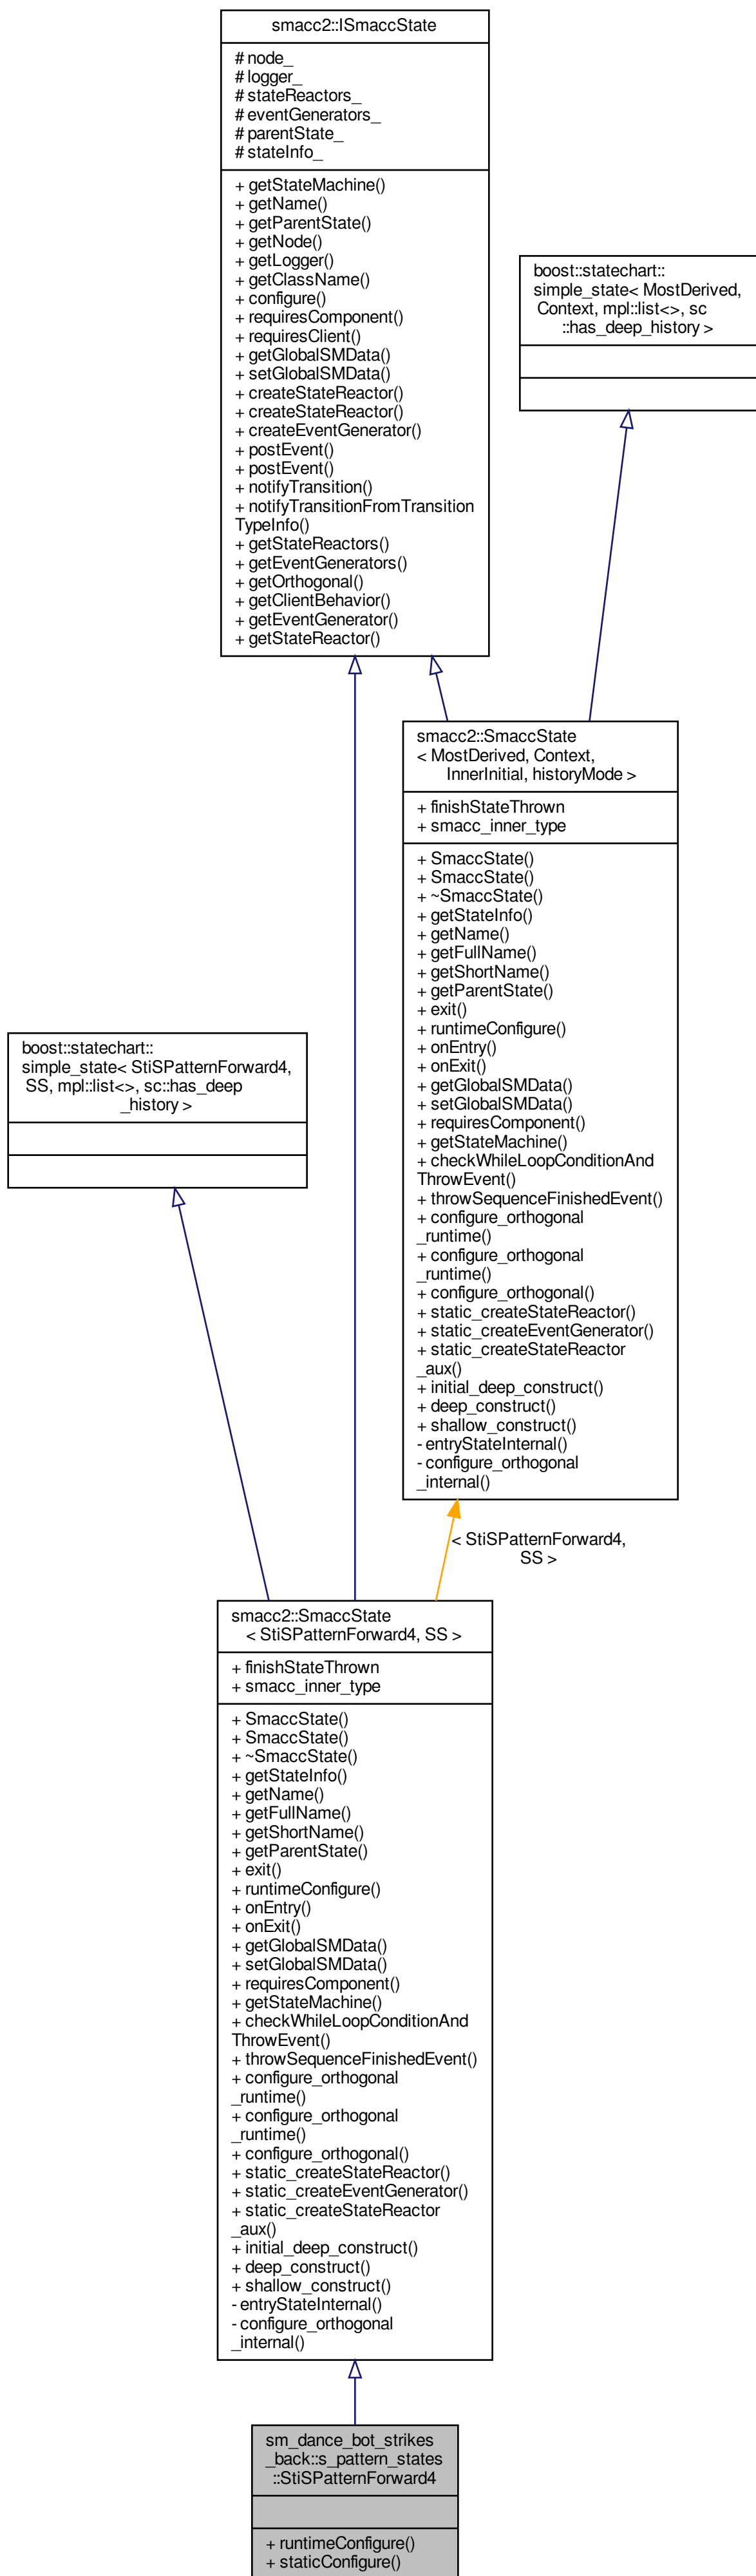 smacc2::ISmaccState
# node_
# logger_
# stateReactors_
# eventGenerators_
# parentState_
# stateInfo_
+ getStateMachine()
+ getName()
+ getParentState()
+ getNode()
+ getLogger()
+ getClassName()
+ configure()
+ requiresComponent()
+ requiresClient()
+ getGlobalSMData()
+ setGlobalSMData()
+ createStateReactor()
+ createStateReactor()
+ createEventGenerator()
+ postEvent()
+ postEvent()
+ notifyTransition()
+ notifyTransitionFromTransition
TypeInfo()
+ getStateReactors()
+ getEventGenerators()
+ getOrthogonal()
+ getClientBehavior()
+ getEventGenerator()
+ getStateReactor()
boost::statechart::
simple_state< MostDerived,
Context, mpl::list<>, sc
::has_deep_history >
smacc2::SmaccState
< MostDerived, Context,
InnerInitial, historyMode >
+ finishStateThrown
+ smacc_inner_type
+ SmaccState()
+ SmaccState()
+ ~SmaccState()
+ getStateInfo()
+ getName()
+ getFullName()
+ getShortName()
+ getParentState()
+ exit()
+ runtimeConfigure()
+ onEntry()
+ onExit()
+ getGlobalSMData()
+ setGlobalSMData()
+ requiresComponent()
+ getStateMachine()
+ checkWhileLoopConditionAnd
ThrowEvent()
+ throwSequenceFinishedEvent()
+ configure_orthogonal
_runtime()
+ configure_orthogonal
_runtime()
+ configure_orthogonal()
+ static_createStateReactor()
+ static_createEventGenerator()
+ static_createStateReactor
_aux()
+ initial_deep_construct()
+ deep_construct()
+ shallow_construct()
- entryStateInternal()
- configure_orthogonal
_internal()
boost::statechart::
simple_state< StiSPatternForward4,
SS, mpl::list<>, sc::has_deep
_history >
< StiSPatternForward4,
SS >
smacc2::SmaccState
< StiSPatternForward4, SS >
+ finishStateThrown
+ smacc_inner_type
+ SmaccState()
+ SmaccState()
+ ~SmaccState()
+ getStateInfo()
+ getName()
+ getFullName()
+ getShortName()
+ getParentState()
+ exit()
+ runtimeConfigure()
+ onEntry()
+ onExit()
+ getGlobalSMData()
+ setGlobalSMData()
+ requiresComponent()
+ getStateMachine()
+ checkWhileLoopConditionAnd
ThrowEvent()
+ throwSequenceFinishedEvent()
+ configure_orthogonal
_runtime()
+ configure_orthogonal
_runtime()
+ configure_orthogonal()
+ static_createStateReactor()
+ static_createEventGenerator()
+ static_createStateReactor
_aux()
+ initial_deep_construct()
+ deep_construct()
+ shallow_construct()
- entryStateInternal()
- configure_orthogonal
_internal()
sm_dance_bot_strikes
_back::s_pattern_states
::StiSPatternForward4
+ runtimeConfigure()
+ staticConfigure()